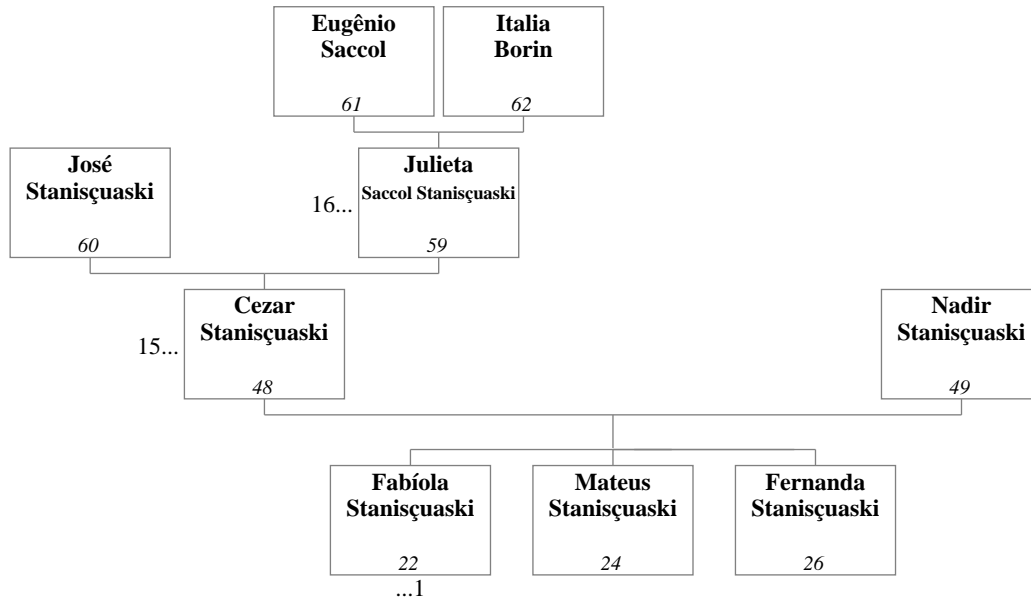 Eugênio
Saccol
61
Italia
Borin
62
José
Stanisçuaski
60
16...
Julieta
Saccol Stanisçuaski
59
15...
Cezar
Stanisçuaski
48
Nadir
Stanisçuaski
49
Fabíola
Stanisçuaski
22
...1
Mateus
Stanisçuaski
24
Fernanda
Stanisçuaski
26